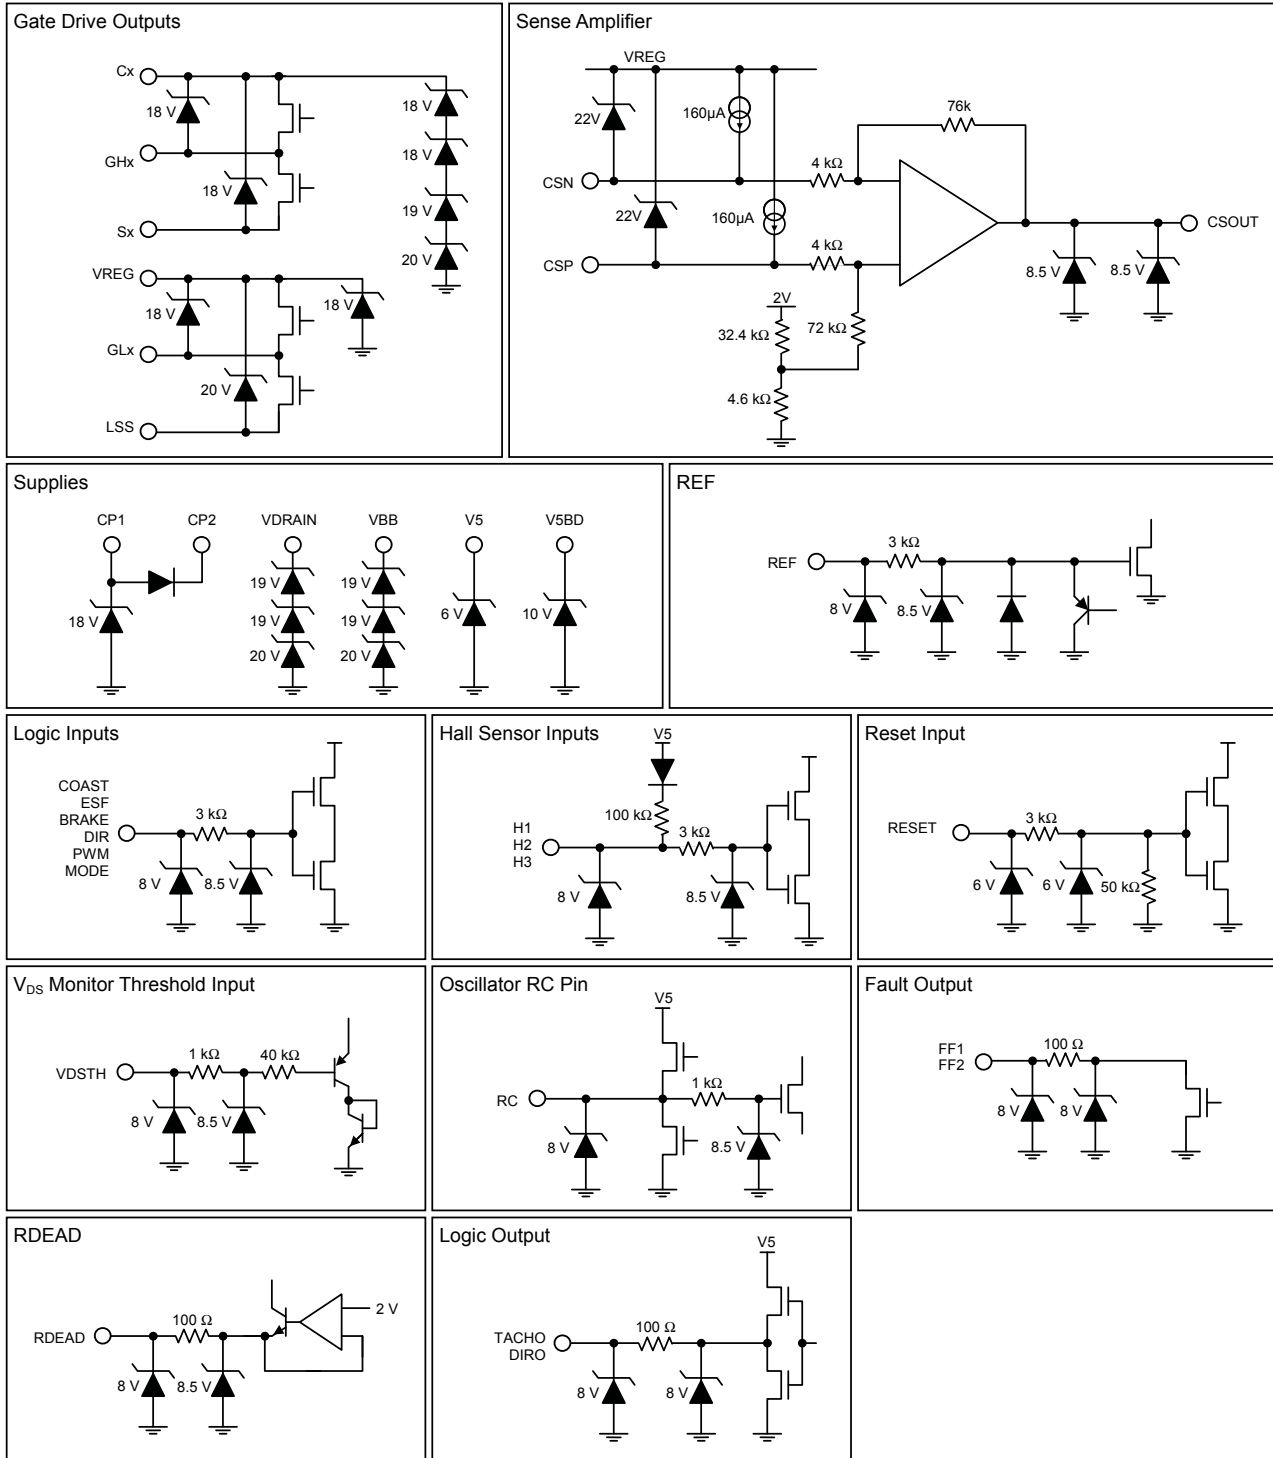 Gate Drive Outputs
Cx
18 V
GHx
18 V
Sx
18 V
18 V
19 V
20 V
VREG
18 V
18 V
GLx
20 V
LSS
Sense Amplifier
VREG
22V
160µA
76k
4 kΩ
CSN
22V
160µA
CSOUT
4 kΩ
CSP
8.5 V
8.5 V
2V
32.4 kΩ
72 kΩ
4.6 kΩ
Supplies
CP1
CP2
VDRAIN
VBB
V5
V5BD
18 V
19 V
19 V
20 V
19 V
19 V
20 V
6 V
10 V
REF
REF
3 kΩ
8 V
8.5 V
Logic Inputs
COAST
ESF
BRAKE
DIR
PWM
MODE
3 kΩ
8 V
8.5 V
Hall Sensor Inputs
V5
100 kΩ
H1
H2
H3
3 kΩ
8 V
8.5 V
Reset Input
RESET
3 kΩ
6 V
6 V
50 kΩ
V<sub>DS</sub> Monitor Threshold Input
VDSTH
1 kΩ
40 kΩ
8 V
8.5 V
Oscillator RC Pin
V5
RC
1 kΩ
8 V
8.5 V
Fault Output
FF1
FF2
100 Ω
8 V
8 V
RDEAD
2 V
RDEAD
100 Ω
8 V
8.5 V
Logic Output
V5
TACHO
DIRO
100 Ω
8 V
8 V